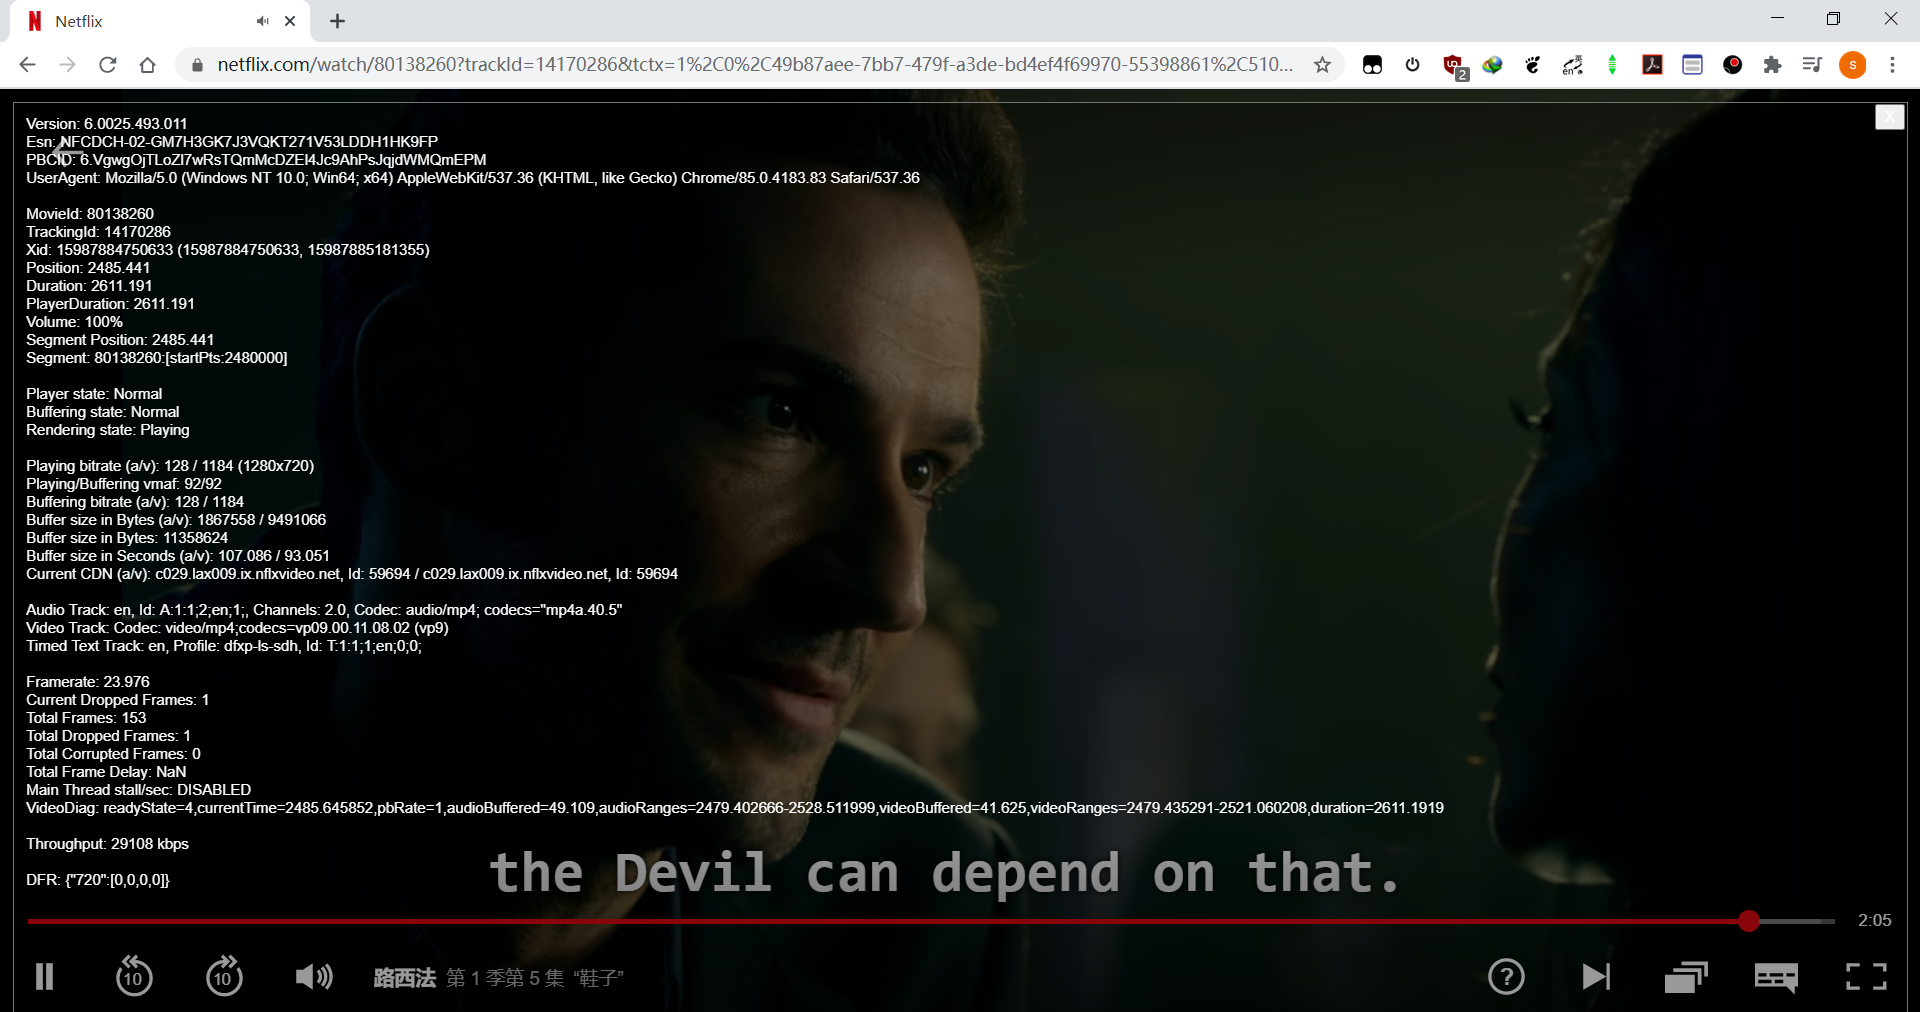 Netflix
netflix.com/watch/80138260?trackId=14170286&tctx=1%2C0%2C49b87aee-7bb7-479f-a3de-bd4ef4f69970-55398861%2C510...
2
英
en
s
X
Version: 6.0025.493.011
Esn: NFCDCH-02-GM7H3GK7J3VQKT271V53LDDH1HK9FP
PBCID: 6.VgwgOjTLoZI7wRsTQmMcDZEI4Jc9AhPsJqjdWMQmEPM
UserAgent: Mozilla/5.0 (Windows NT 10.0; Win64; x64) AppleWebKit/537.36 (KHTML, like Gecko) Chrome/85.0.4183.83 Safari/537.36
MovieId: 80138260
TrackingId: 14170286
Xid: 15987884750633 (15987884750633, 15987885181355)
Position: 2485.441
Duration: 2611.191
PlayerDuration: 2611.191
Volume: 100%
Segment Position: 2485.441
Segment: 80138260:[startPts:2480000]
Player state: Normal
Buffering state: Normal
Rendering state: Playing
Playing bitrate (a/v): 128 / 1184 (1280x720)
Playing/Buffering vmaf: 92/92
Buffering bitrate (a/v): 128 / 1184
Buffer size in Bytes (a/v): 1867558 / 9491066
Buffer size in Bytes: 11358624
Buffer size in Seconds (a/v): 107.086 / 93.051
Current CDN (a/v): c029.lax009.ix.nflxvideo.net, Id: 59694 / c029.lax009.ix.nflxvideo.net, Id: 59694
Audio Track: en, Id: A:1:1;2;en;1;, Channels: 2.0, Codec: audio/mp4; codecs="mp4a.40.5"
Video Track: Codec: video/mp4;codecs=vp09.00.11.08.02 (vp9)
Timed Text Track: en, Profile: dfxp-ls-sdh, Id: T:1:1;1;en;0;0;
Framerate: 23.976
Current Dropped Frames: 1
Total Frames: 153
Total Dropped Frames: 1
Total Corrupted Frames: 0
Total Frame Delay: NaN
Main Thread stall/sec: DISABLED
VideoDiag: readyState=4,currentTime=2485.645852,pbRate=1,audioBuffered=49.109,audioRanges=2479.402666-2528.511999,videoBuffered=41.625,videoRanges=2479.435291-2521.060208,duration=2611.1919
Throughput: 29108 kbps
DFR: {"720":[0,0,0,0]}
the Devil can depend on that.
2:05
10
10
路西法 第 1 季第 5 集 “鞋子”
?